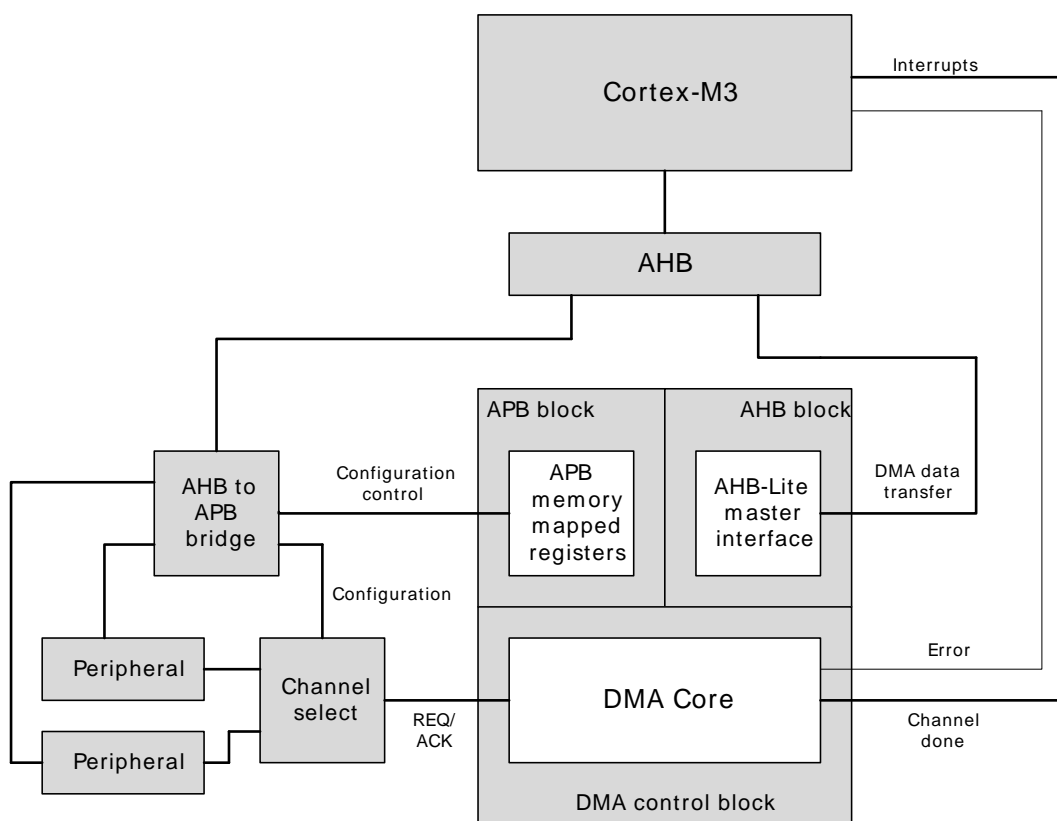 Cortex-M3
Interrupts
AHB
APB block
AHB block
AHB to
APB
bridge
Configuration
control
APB
memory
mapped
registers
AHB-Lite
master
interface
DMA data
transfer
Configuration
Peripheral
Channel
select
Peripheral
REQ/
ACK
DMA Core
Error
Channel
done
DMA control block